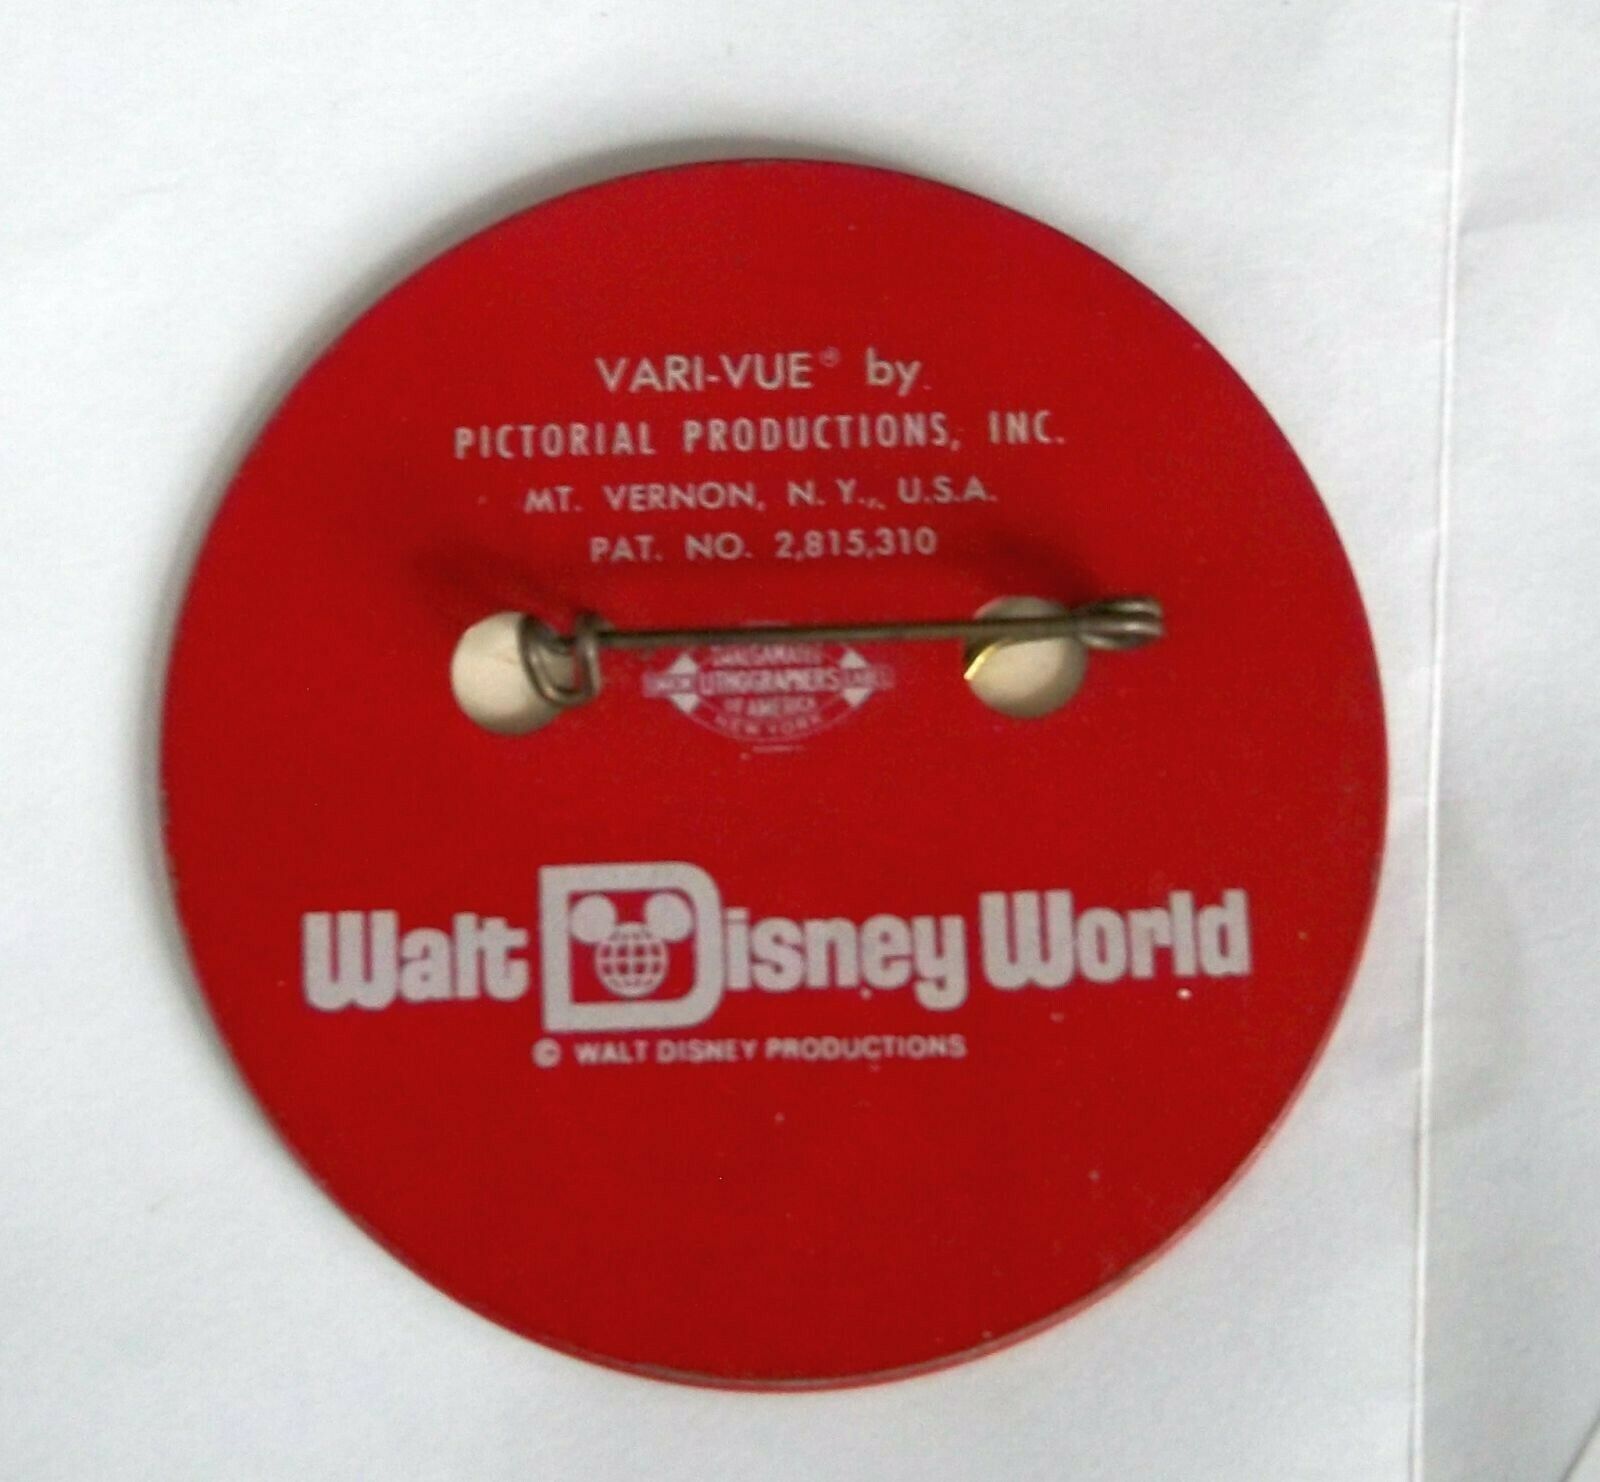 VARI-VUE® by
PICTORIAL PRODUCTIONS, INC.
MT. VERNON, N. Y., U.S.A.
PAT. NO. 2,815,310
AMALGAMATED
LITHOGRAPHERS
OF AMERICA
NEW YORK
Walt Disney World
© WALT DISNEY PRODUCTIONS